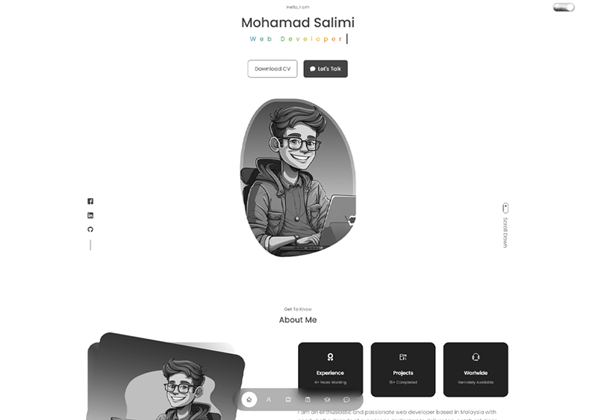 Hello, I am
Mohamad Salimi
Web Developer
Download CV
Let's Talk
Scroll Down
Get To Know
About Me
Experience
Projects
Worlwide
4+ Years Working
15+ Completed
Remotely Available
I am an enthusiastic and passionate web developer based in Malaysia with